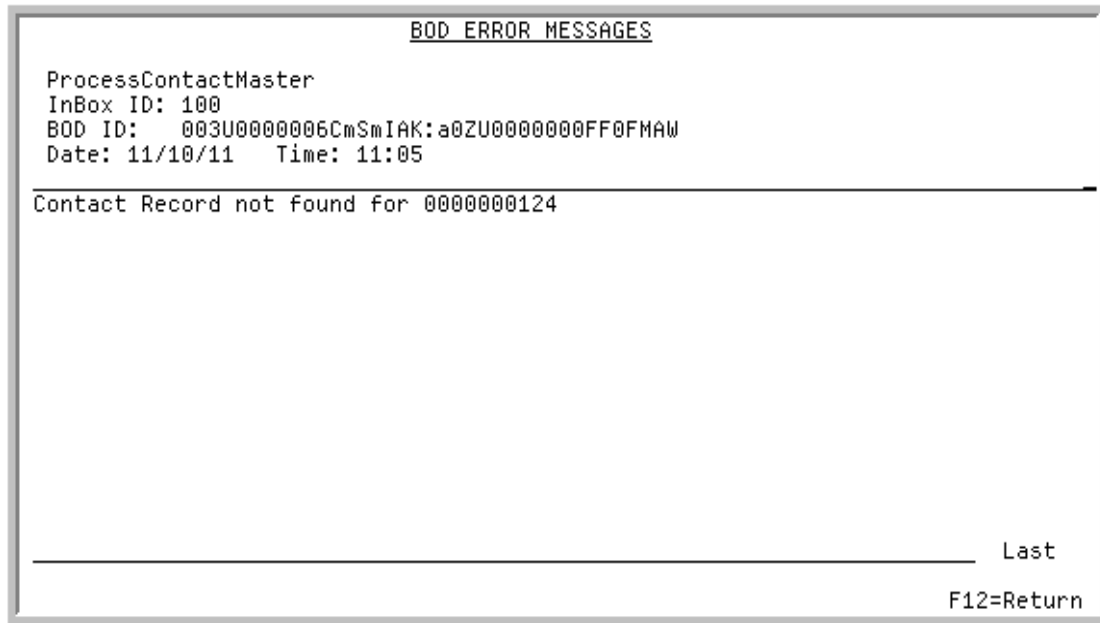 BOD ERROR MESSAGES
ProcessContactMaster
InBox ID: 100
BOD ID: 003U0000006CmSmIAK:a0ZU0000000FF0FMAW
Date: 11/10/11 Time: 11:05
Contact Record not found for 0000000124
Last
F12=Return